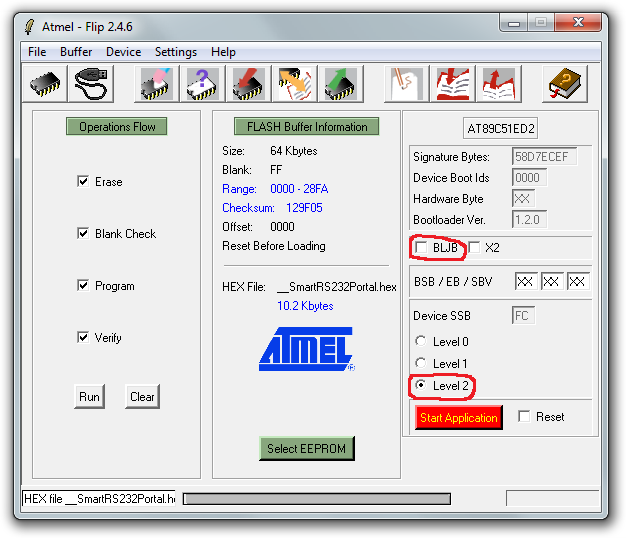 Atmel - Flip 2.4.6
File Buffer Device Settings Help
Operations Flow
Erase
Blank Check
Program
Verify
Run Clear
FLASH Buffer Information
Size: 64 Kbytes
Blank: FF
Range: 0000 - 28FA
Checksum: 129F05
Offset: 0000
Reset Before Loading
HEX File: __SmartRS232Portal.hex
10.2 Kbytes
ATMEL
Select EEPROM
AT89C51ED2
Signature Bytes: 58D7ECEF
Device Boot Ids 0000
Hardware Byte XX
Bootloader Ver. 1.2.0
BLJB X2
BSB / EB / SBV XX XX XX
Device SSB FC
Level 0
Level 1
Level 2
Start Application Reset
HEX file __SmartRS232Portal.he